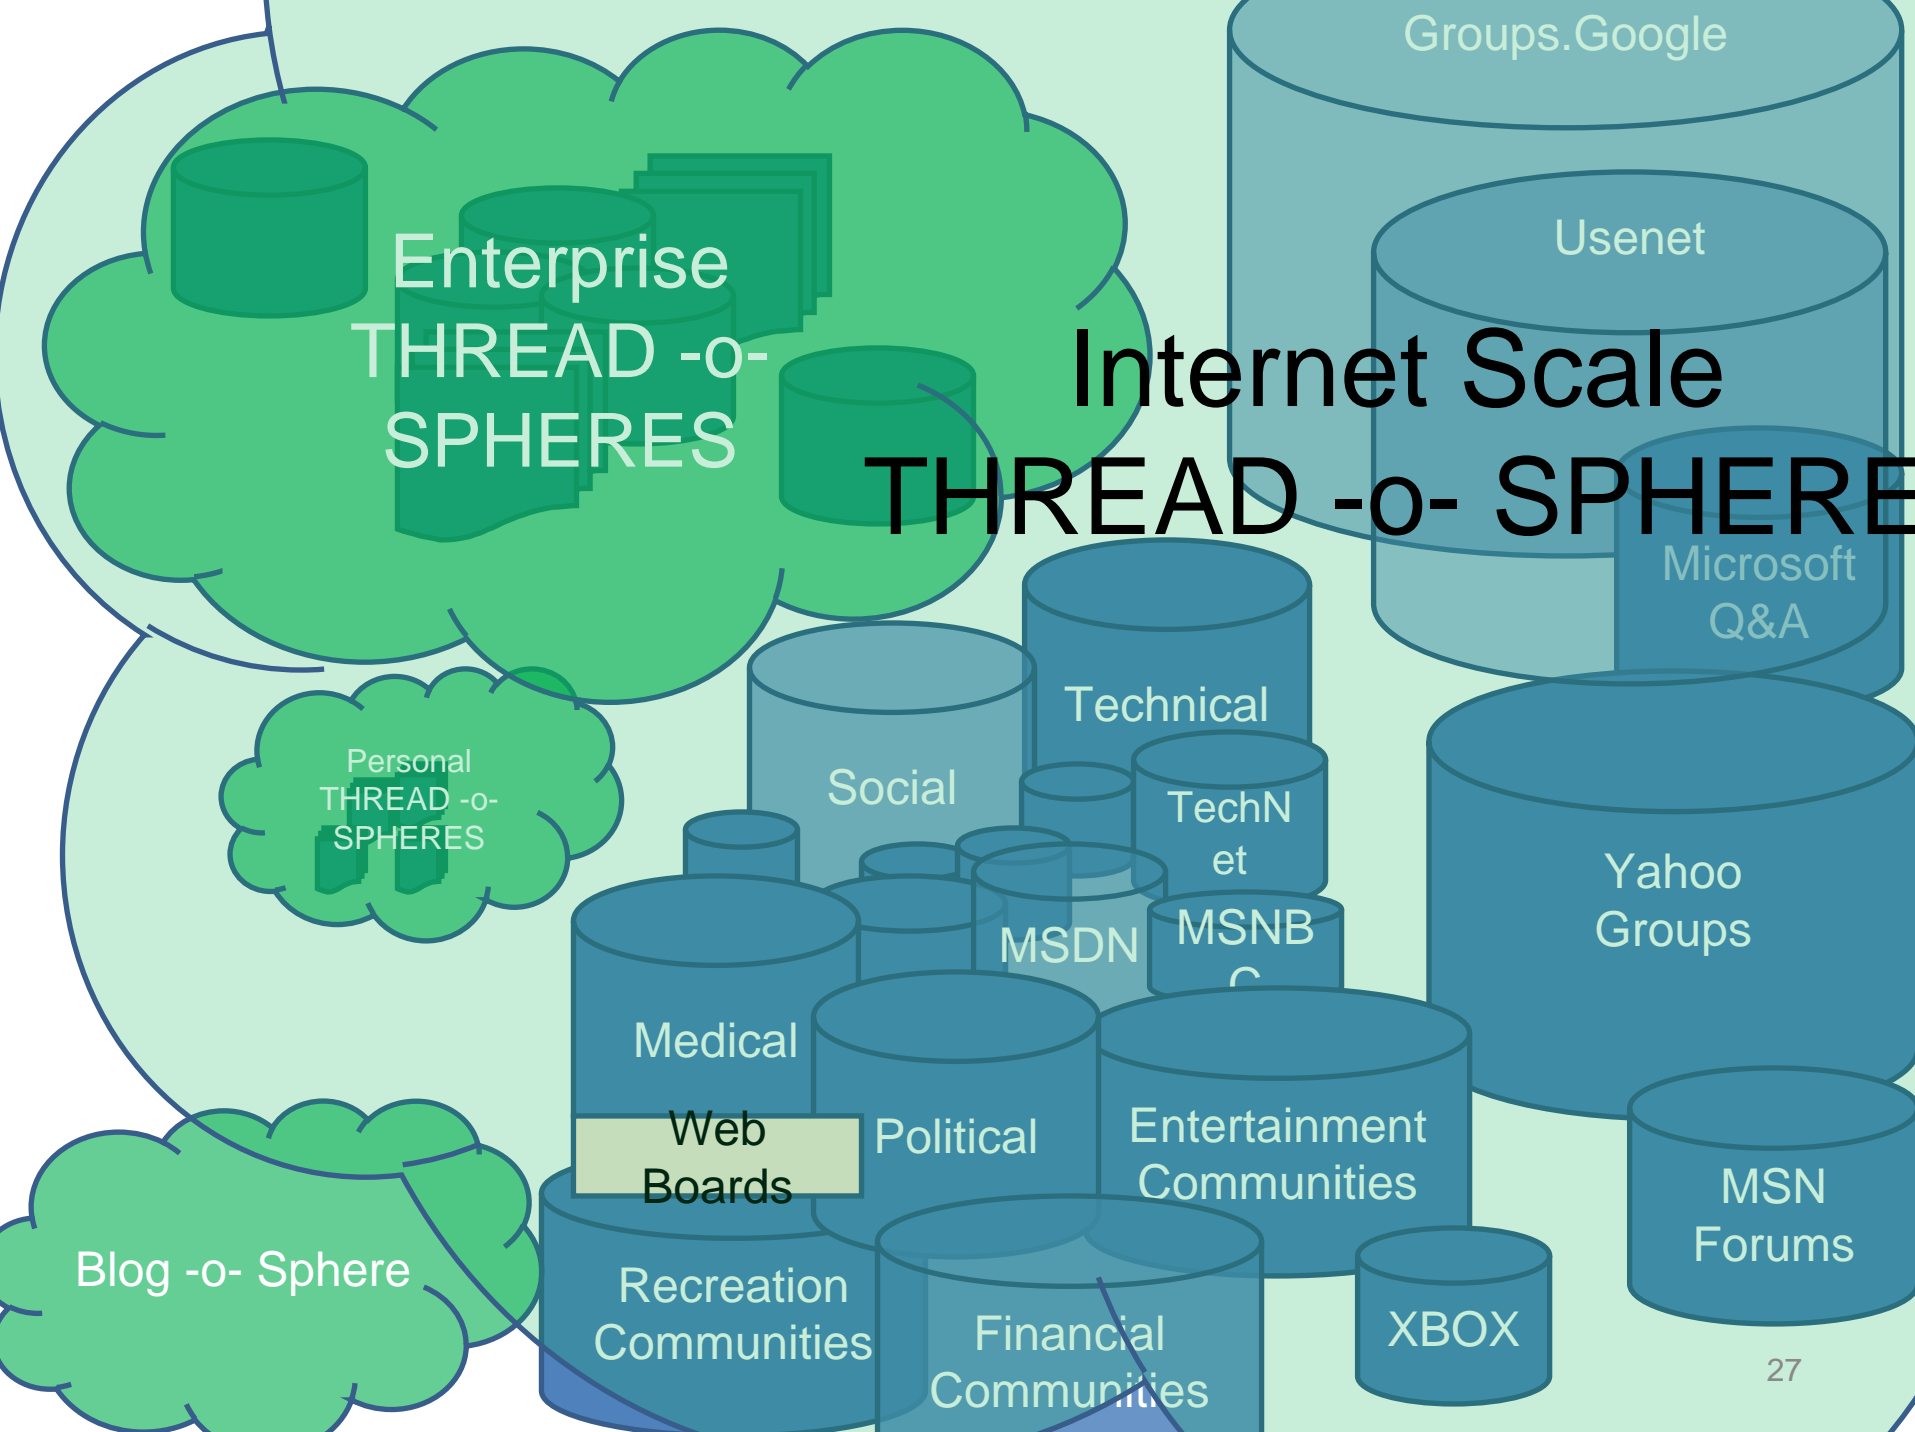 Groups.Google
Usenet
Enterprise
THREAD -o-
SPHERES
Internet Scale
THREAD -o- SPHERE
Microsoft
Q&A
Technical
Social
Personal
THREAD -o-
SPHERES
TechN
et
Yahoo
Groups
MSDN
MSNB
C
Medical
Web
Boards
Political
Entertainment
Communities
MSN
Forums
Blog -o- Sphere
Recreation
Communities
Financial
Communities
XBOX
27